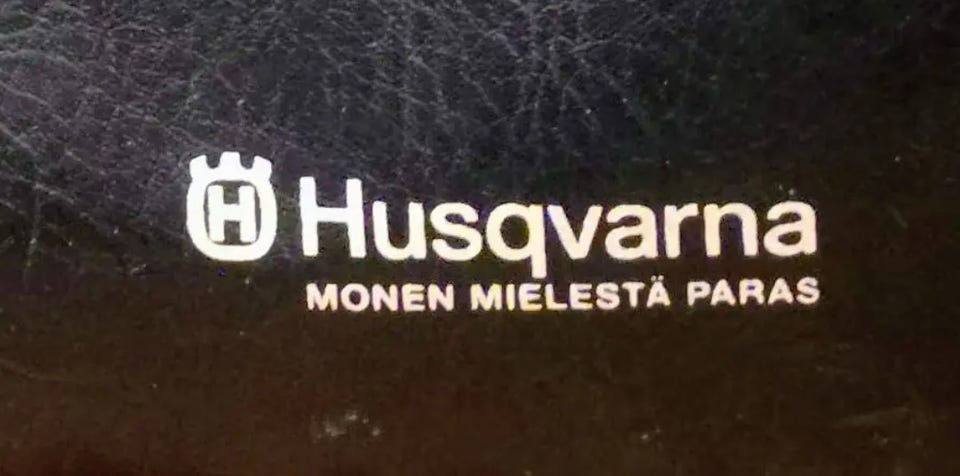 H Husqvarna
MONEN MIELESTÄ PARAS